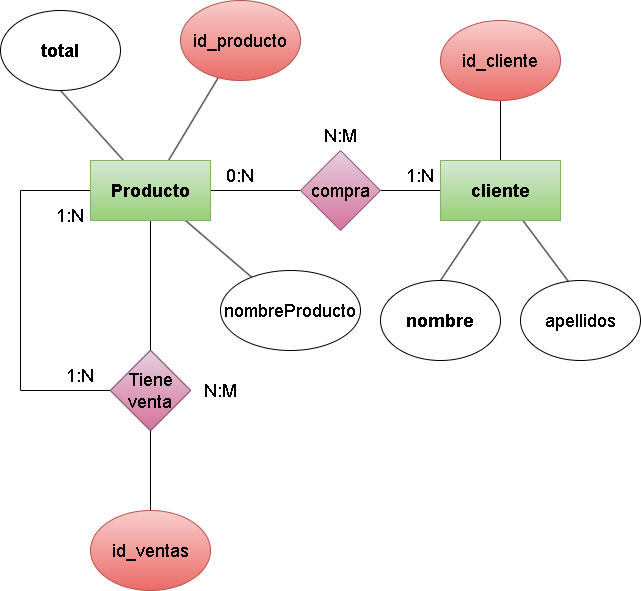 total
id_producto
id_cliente
N:M
Producto
0:N
compra
1:N
cliente
1:N
nombreProducto
nombre
apellidos
1:N
Tiene
venta
N:M
id_ventas